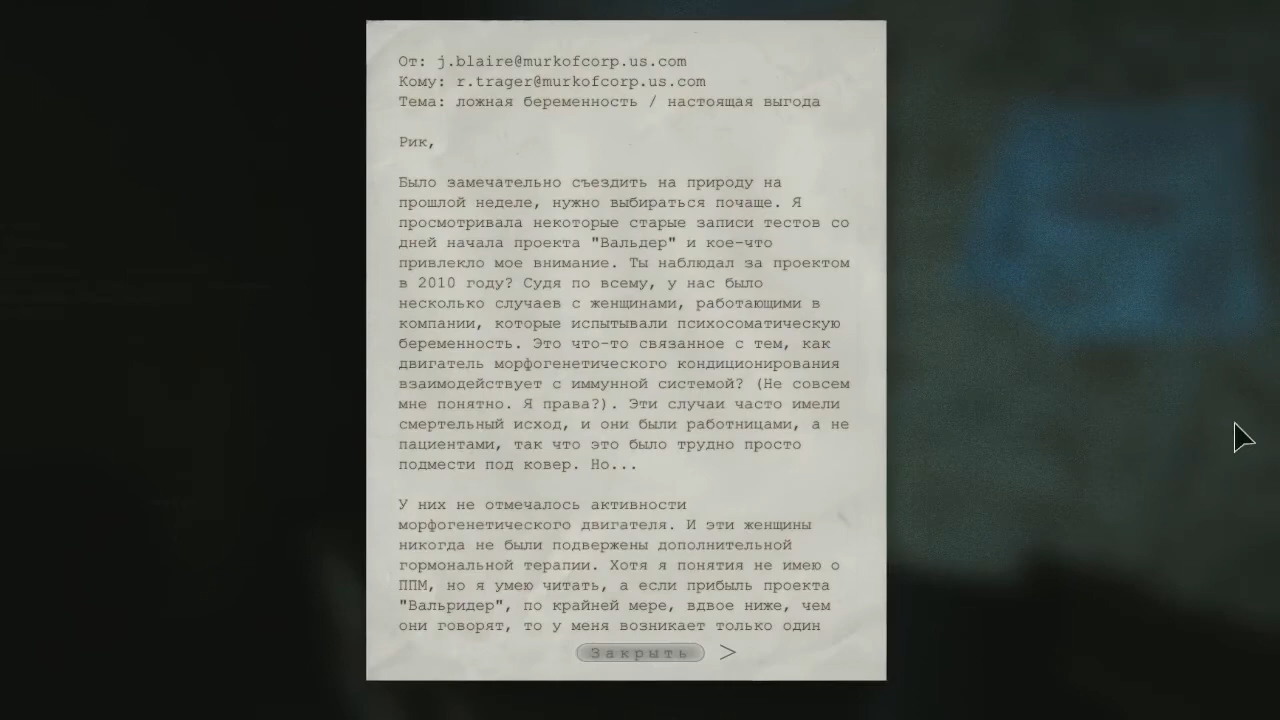 От: j.blaire@murkofcorp.us.com
Кому: r.trager@murkofcorp.us.com
Тема: ложная беременность / настоящая выгода
Рик,
Было замечательно съездить на природу на
прошлой неделе, нужно выбираться почаще. Я
просматривала некоторые старые записи тестов со
дней начала проекта "Вальдер" и кое-что
привлекло мое внимание. Ты наблюдал за проектом
в 2010 году? Судя по всему, у нас было
несколько случаев с женщинами, работающими в
компании, которые испытывали психосоматическую
беременность. Это что-то связанное с тем, как
двигатель морфогенетического кондиционирования
взаимодействует с иммунной системой? (Не совсем
мне понятно. Я права?). Эти случаи часто имели
смертельный исход, и они были работницами, а не
пациентами, так что это было трудно просто
подмести под ковер. Но...
У них не отмечалось активности
морфогенетического двигателя. И эти женщины
никогда не были подвержены дополнительной
гормональной терапии. Хотя я понятия не имею о
ППМ, но я умею читать, а если прибыль проекта
"Вальридер", по крайней мере, вдвое ниже, чем
они говорят, то у меня возникает только один
Закрыть >